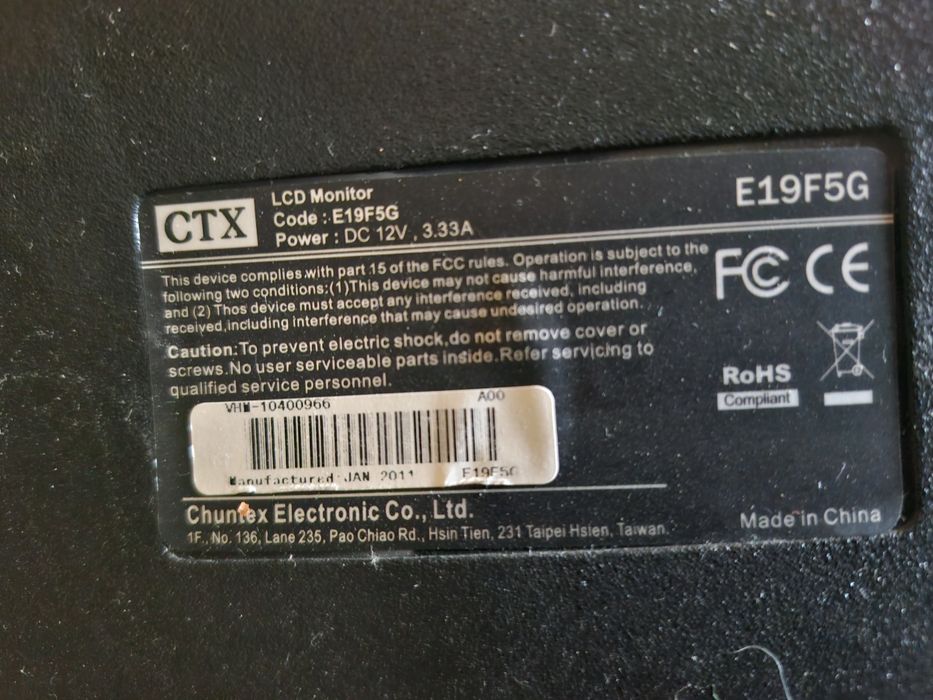 CTX
LCD Monitor
Code : E19F5G
Power : DC 12V , 3.33A
E19F5G
This device complies with part 15 of the FCC rules. Operation is subject to the
following two conditions:(1)This device may not cause harmful interference,
and (2) Thos device must accept any interference received, including
received,including interference that may cause undesired operation.
Caution:To prevent electric shock,do not remove cover or
screws.No user serviceable parts inside.Refer servicing to
qualified service personnel.
FCC CE
RoHS
Compliant
VHW-10400966 A00
Manufactured:JAN 2011 E19F5G
Chuntex Electronic Co., Ltd.
1F., No. 136, Lane 235, Pao Chiao Rd., Hsin Tien, 231 Taipei Hsien, Taiwan.
Made in China